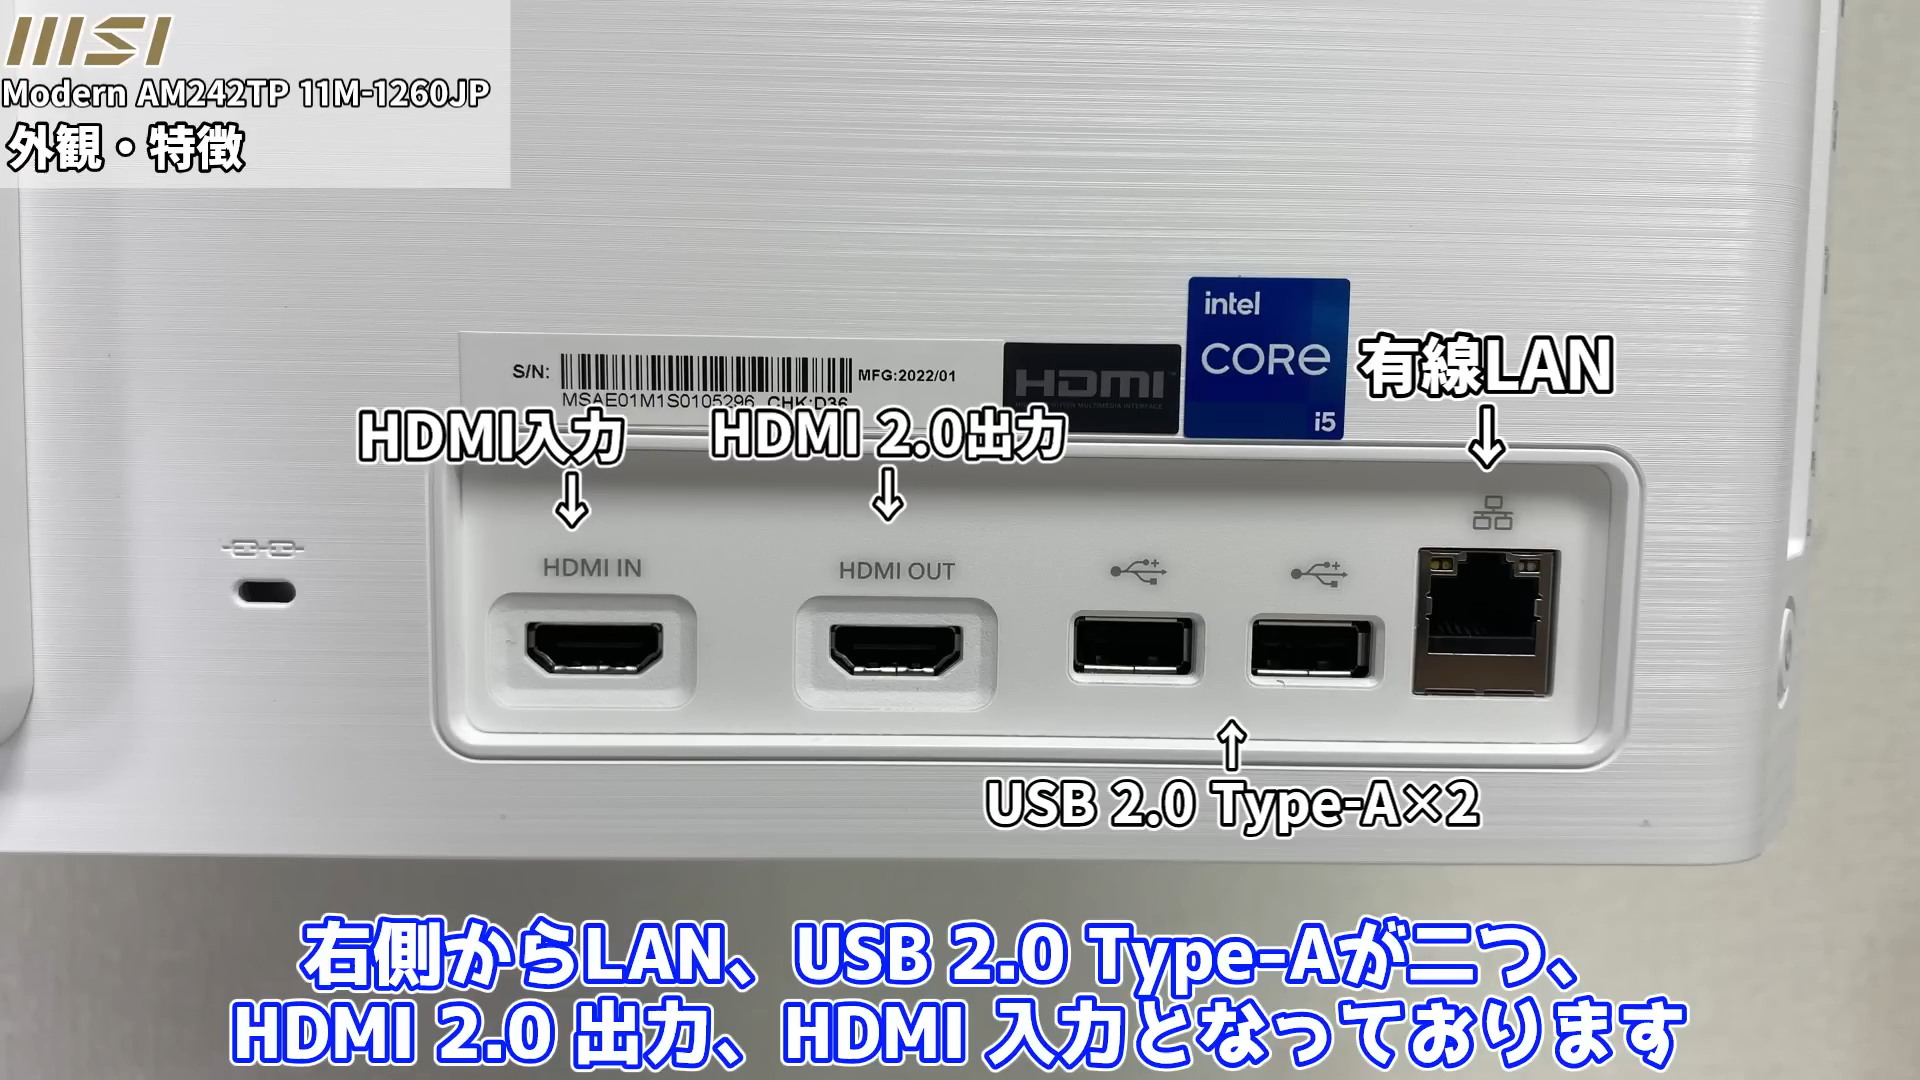 msi
Modern AM242TP 11M-1260JP
外観・特徴
intel
CORE
i5
有線LAN
↓
S/N:
MFG:2022/01
MSAE01M1S0105296 CHK:D36
HDMI
HDMI入力
↓
HDMI 2.0出力
↓
HDMI IN
HDMI OUT
↑
USB 2.0 Type-A×2
右側からLAN、USB 2.0 Type-Aが二つ、
HDMI 2.0 出力、HDMI 入力となっております